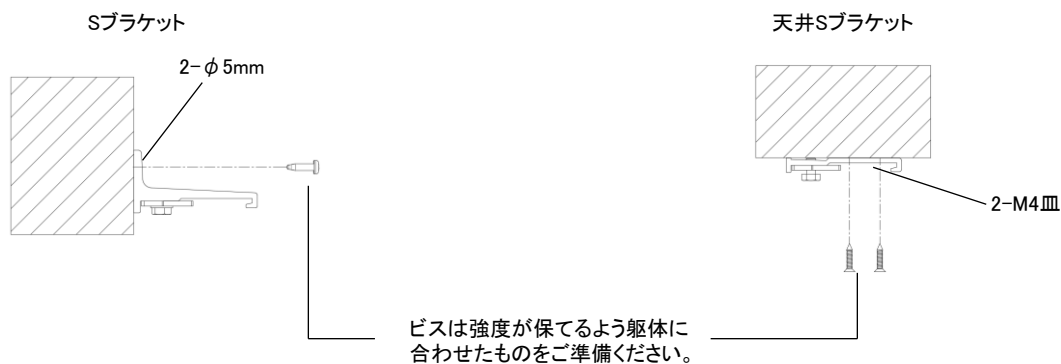 Sブラケット
天井Sブラケット
2-φ5mm
2-M4皿
ビスは強度が保てるよう躯体に
合わせたものをご準備ください。